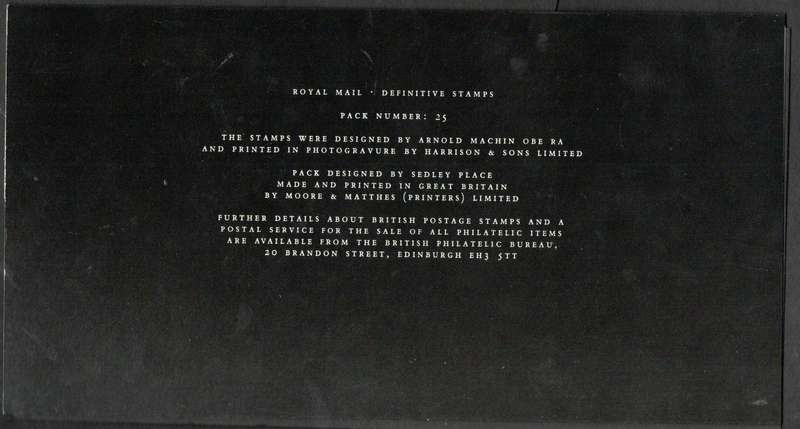 ROYAL MAIL · DEFINITIVE STAMPS
PACK NUMBER: 25
THE STAMPS WERE DESIGNED BY ARNOLD MACHIN OBE RA
AND PRINTED IN PHOTOGRAVURE BY HARRISON & SONS LIMITED
PACK DESIGNED BY SEDLEY PLACE
MADE AND PRINTED IN GREAT BRITAIN
BY MOORE & MATTHES (PRINTERS) LIMITED
FURTHER DETAILS ABOUT BRITISH POSTAGE STAMPS AND A
POSTAL SERVICE FOR THE SALE OF ALL PHILATELIC ITEMS
ARE AVAILABLE FROM THE BRITISH PHILATELIC BUREAU,
20 BRANDON STREET, EDINBURGH EH3 5TT